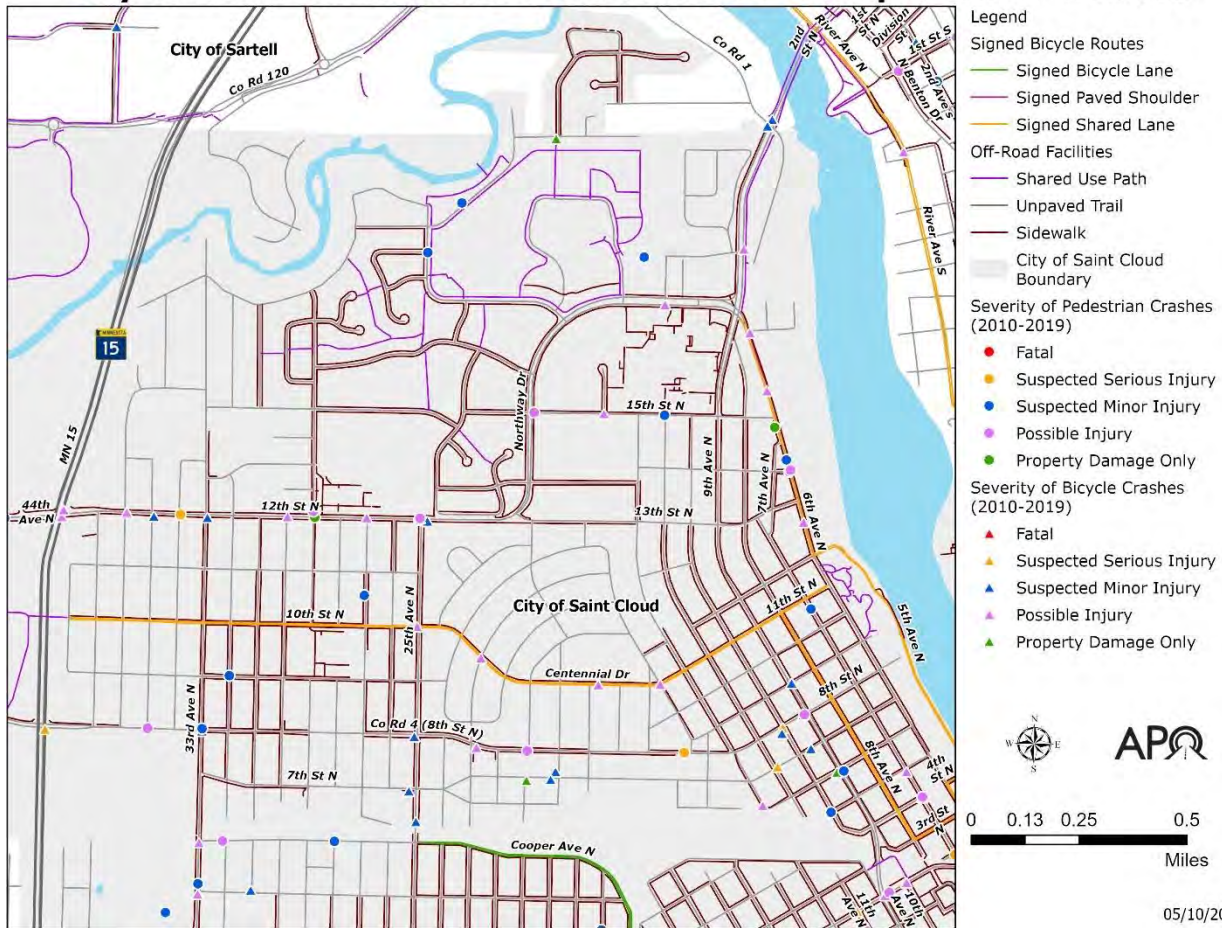 City of Sartell
Co Rd 120
Co Rd 1
2nd St N
River Ave N
1st St N
Division St
1st St S
2nd Ave S
N Benton Dr
River Ave S
MINNESOTA
15
MN 15
Northway Dr
15th St N
9th Ave N
7th Ave N
6th Ave N
44th Ave N
12th St N
13th St N
City of Saint Cloud
11th St N
5th Ave N
10th St N
25th Ave N
Centennial Dr
8th St N
33rd Ave N
Co Rd 4 (8th St N)
8th Ave N
4th St N
7th St N
3rd St N
Cooper Ave N
11th Ave N
10th Ave N
Legend
Signed Bicycle Routes
Signed Bicycle Lane
Signed Paved Shoulder
Signed Shared Lane
Off-Road Facilities
Shared Use Path
Unpaved Trail
Sidewalk
City of Saint Cloud
Boundary
Severity of Pedestrian Crashes
(2010-2019)
Fatal
Suspected Serious Injury
Suspected Minor Injury
Possible Injury
Property Damage Only
Severity of Bicycle Crashes
(2010-2019)
Fatal
Suspected Serious Injury
Suspected Minor Injury
Possible Injury
Property Damage Only
N
W E
S
APO
0 0.13 0.25 0.5
Miles
05/10/20